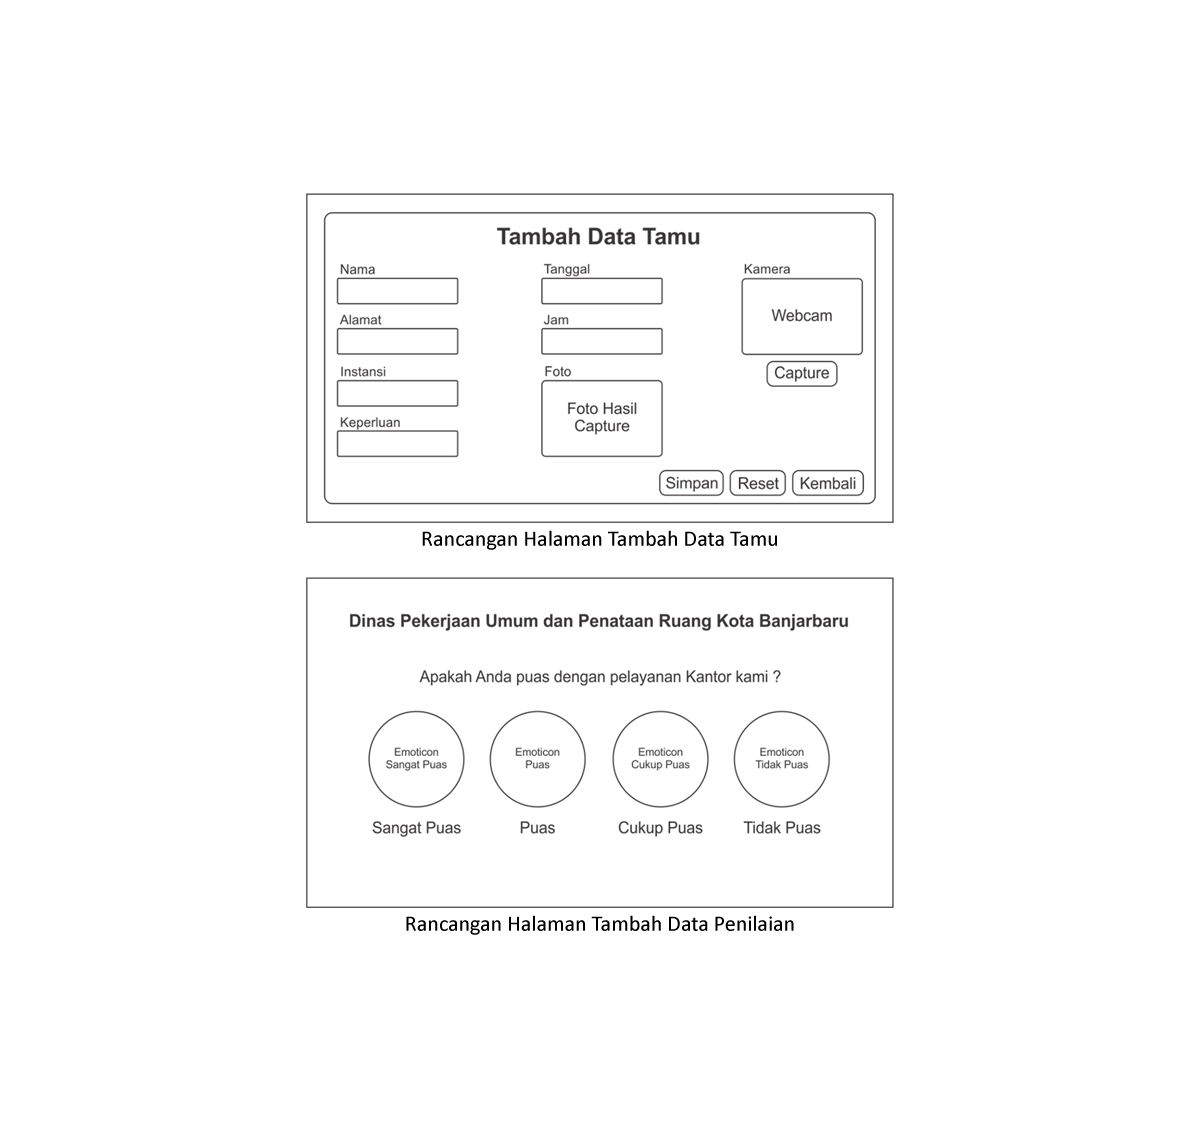 Tambah Data Tamu
Nama
Tanggal
Kamera
Webcam
Alamat
Jam
Capture
Instansi
Foto
Foto Hasil
Capture
Keperluan
Simpan
Reset
Kembali
Rancangan Halaman Tambah Data Tamu
Dinas Pekerjaan Umum dan Penataan Ruang Kota Banjarbaru
Apakah Anda puas dengan pelayanan Kantor kami ?
Emoticon
Sangat Puas
Emoticon
Puas
Emoticon
Cukup Puas
Emoticon
Tidak Puas
Sangat Puas
Puas
Cukup Puas
Tidak Puas
Rancangan Halaman Tambah Data Penilaian